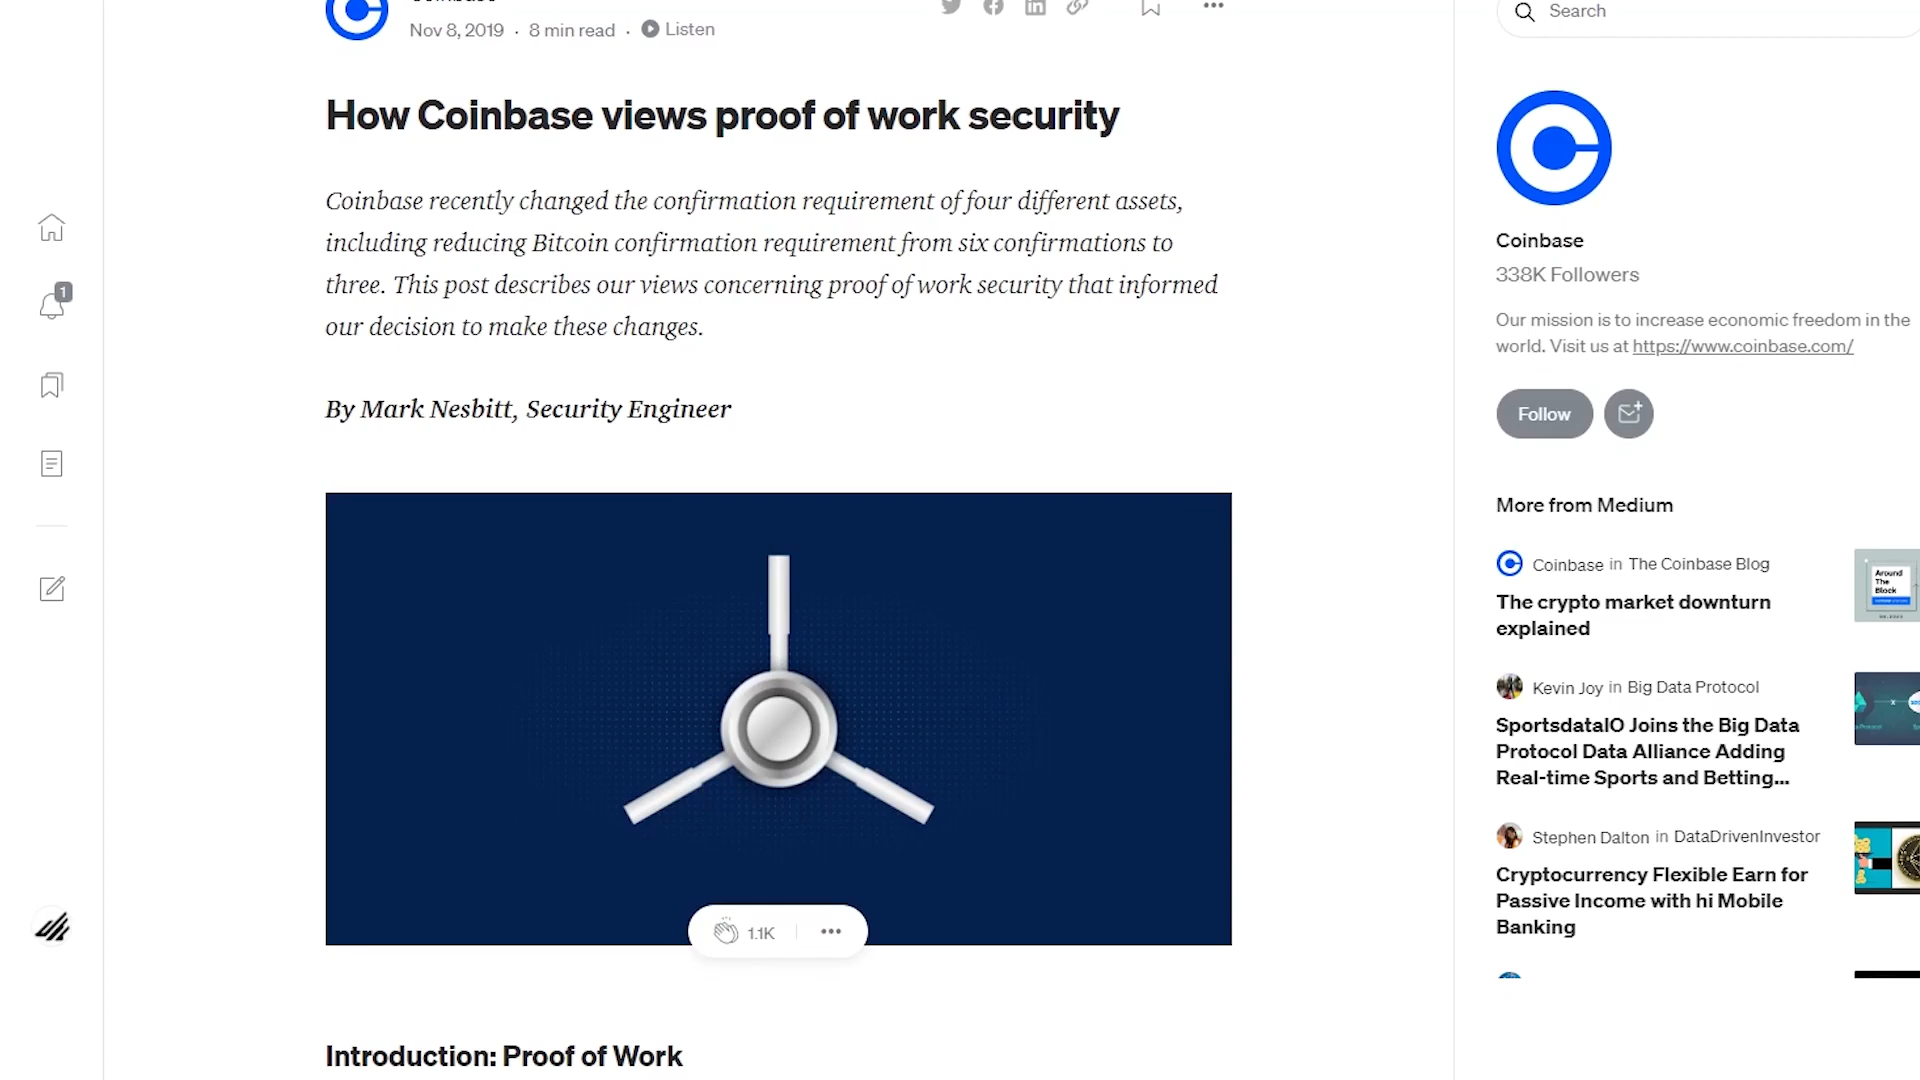 Nov 8, 2019 · 8 min read · Listen
How Coinbase views proof of work security
Coinbase recently changed the confirmation requirement of four different assets,
including reducing Bitcoin confirmation requirement from six confirmations to
three. This post describes our views concerning proof of work security that informed
our decision to make these changes.
By Mark Nesbitt, Security Engineer
1.1K
Introduction: Proof of Work
1
Search
Coinbase
338K Followers
Our mission is to increase economic freedom in the
world. Visit us at https://www.coinbase.com/
Follow
More from Medium
Coinbase in The Coinbase Blog
The crypto market downturn
explained
Around
The
Block
Kevin Joy in Big Data Protocol
SportsdataIO Joins the Big Data
Protocol Data Alliance Adding
Real-time Sports and Betting...
Stephen Dalton in DataDrivenInvestor
Cryptocurrency Flexible Earn for
Passive Income with hi Mobile
Banking